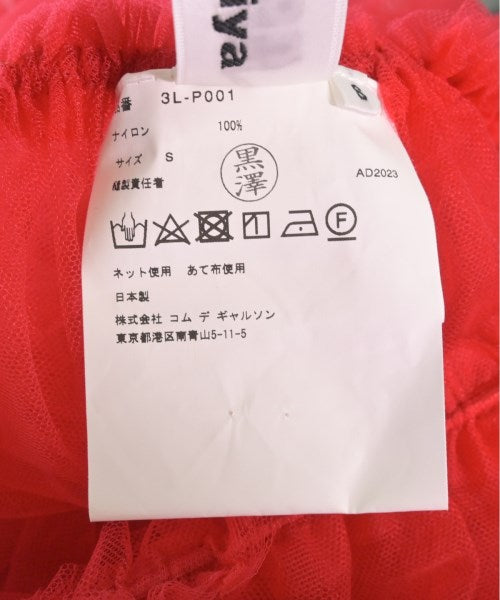 iya
8
品番 3L-P001
ナイロン 100%
サイズ S
縫製責任者
黒澤
AD2023
ネット使用 あて布使用
日本製
株式会社 コム デ ギャルソン
東京都港区南青山5-11-5